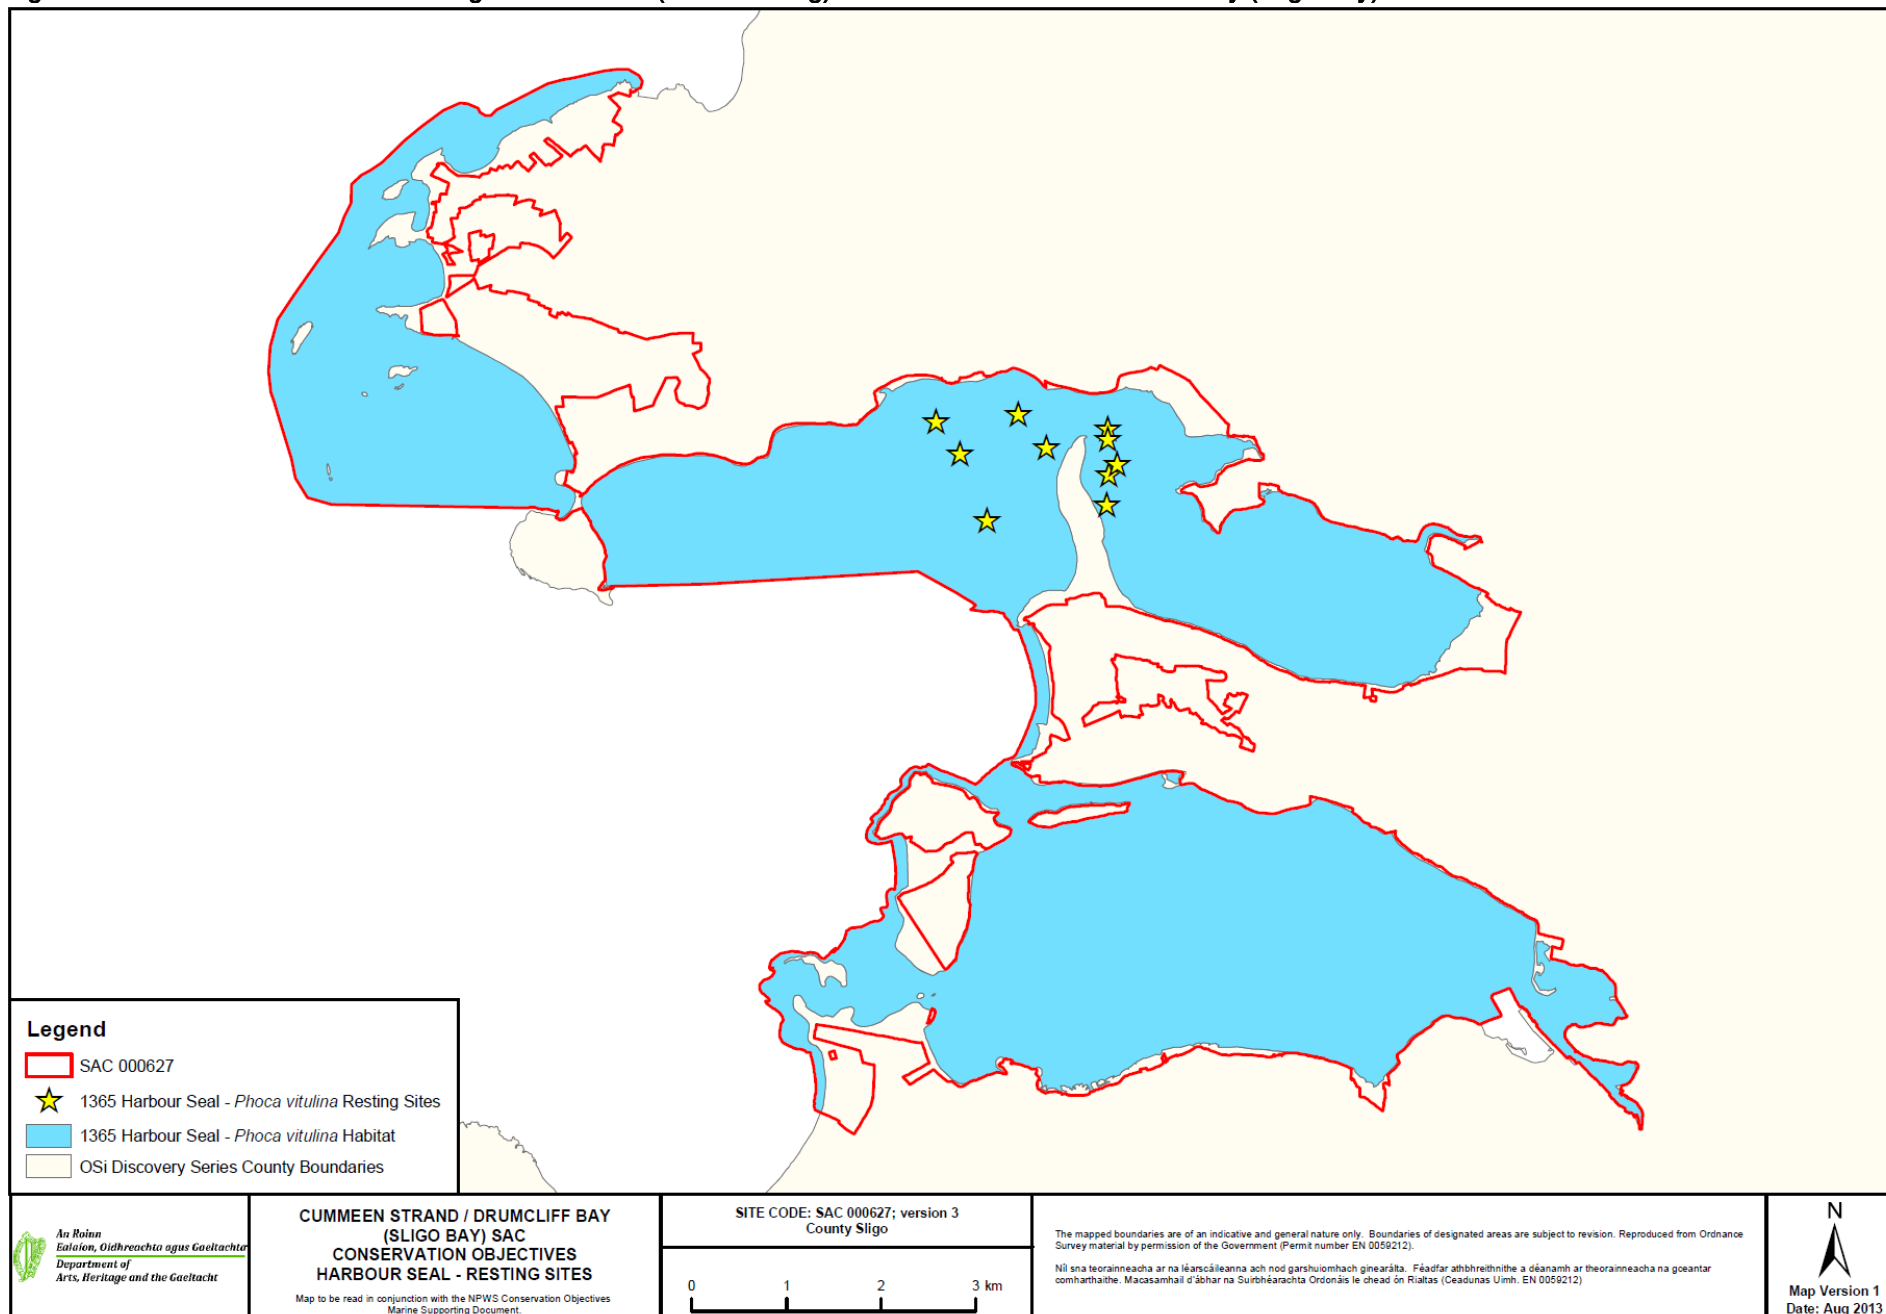 Legend
SAC 000627
1365 Harbour Seal - Phoca vitulina Resting Sites
1365 Harbour Seal - Phoca vitulina Habitat
OSi Discovery Series County Boundaries
An Roinn
Ealaíon, Oidhreachta agus Gaeltachta
Department of
Arts, Heritage and the Gaeltacht
CUMMEEN STRAND / DRUMCLIFF BAY
(SLIGO BAY) SAC
CONSERVATION OBJECTIVES
HARBOUR SEAL - RESTING SITES
Map to be read in conjunction with the NPWS Conservation Objectives
Marine Supporting Document.
SITE CODE: SAC 000627; version 3
County Sligo
0 1 2 3 km
The mapped boundaries are of an indicative and general nature only. Boundaries of designated areas are subject to revision. Reproduced from Ordnance
Survey material by permission of the Government (Permit number EN 0059212).
Níl sna teorainneacha ar na léarscáileanna ach nod garshuiomhach ginearálta. Féadfar athbhreithnithe a déanamh ar theorainneacha na gceantar
comharthaithe. Macasamhail d'ábhar na Suirbhéarachta Ordonáis le chead ón Rialtas (Ceadunas Uimh. EN 0059212)
N
Map Version 1
Date: Aug 2013